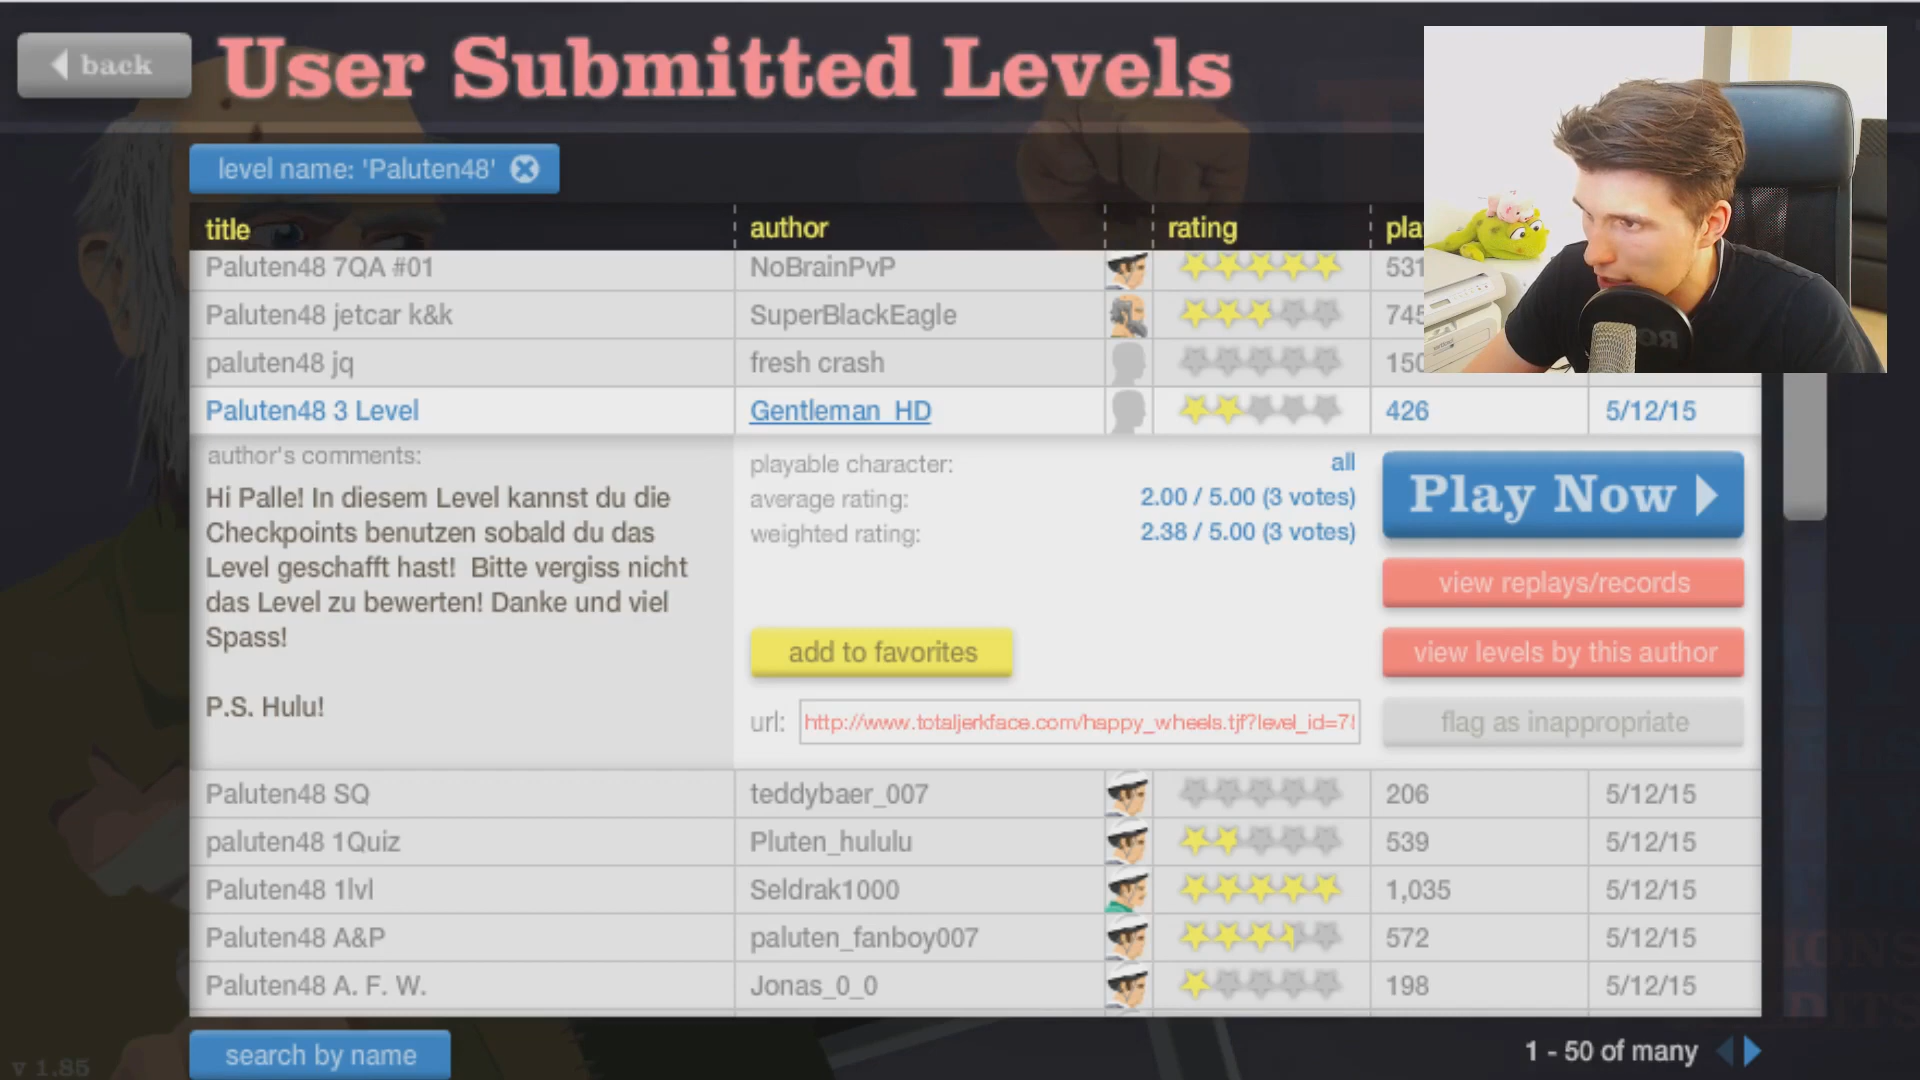 back
User Submitted Levels
level name: 'Paluten48'
title author rating
Paluten48 7QA #01 NoBrainPvP 531
Paluten48 jetcar k&k SuperBlackEagle 745
paluten48 jq fresh crash 150
Paluten48 3 Level Gentleman_HD 426 5/12/15
author's comments:
Hi Palle! In diesem Level kannst du die
Checkpoints benutzen sobald du das
Level geschafft hast! Bitte vergiss nicht
das Level zu bewerten! Danke und viel
Spass!
P.S. Hulu!
playable character: all
average rating: 2.00 / 5.00 (3 votes)
weighted rating: 2.38 / 5.00 (3 votes)
add to favorites
url: http://www.totaljerkface.com/happy_wheels.tjf?level_id=7
Play Now
view replays/records
view levels by this author
flag as inappropriate
Paluten48 SQ teddybaer_007 206 5/12/15
paluten48 1Quiz Pluten_hululu 539 5/12/15
Paluten48 1lvl Seldrak1000 1,035 5/12/15
Paluten48 A&P paluten_fanboy007 572 5/12/15
Paluten48 A. F. W. Jonas_0_0 198 5/12/15
search by name
1 - 50 of many
v 1.85